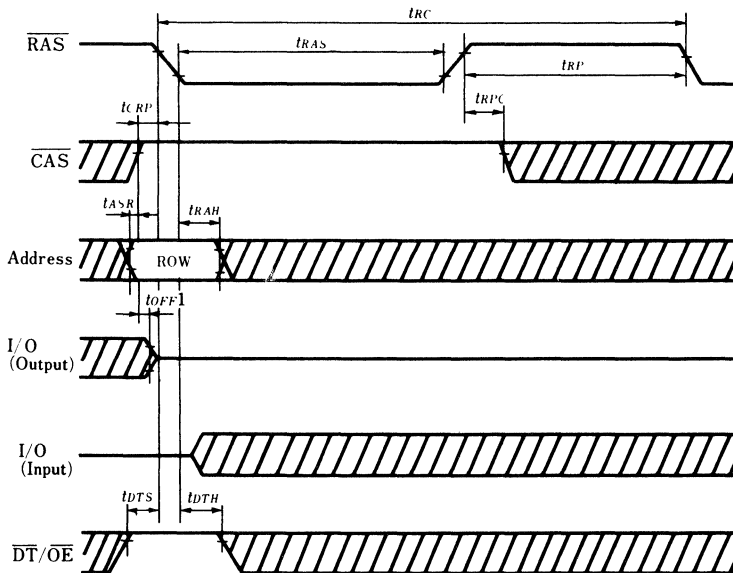 tRC
RAS
tRAS
tRP
tCRP
tRPC
CAS
tASR
tRAH
Address
ROW
tOFF1
I/O
(Output)
I/O
(Input)
tDTS
tDTH
DT/OE